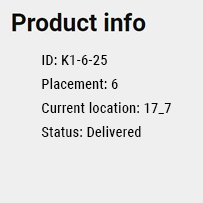 Product info
ID: K1-6-25
Placement: 6
Current location: 17_7
Status: Delivered